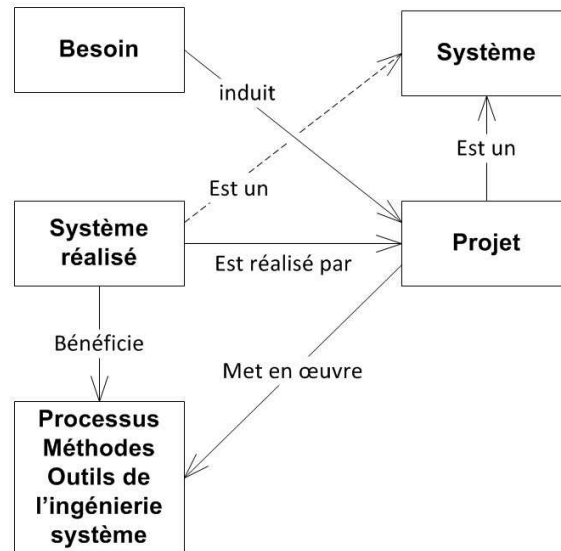 Besoin
Système
induit
Est un
Est un
Système
réalisé
Projet
Est réalisé par
Bénéficie
Met en œuvre
Processus
Méthodes
Outils de
l'ingénierie
système